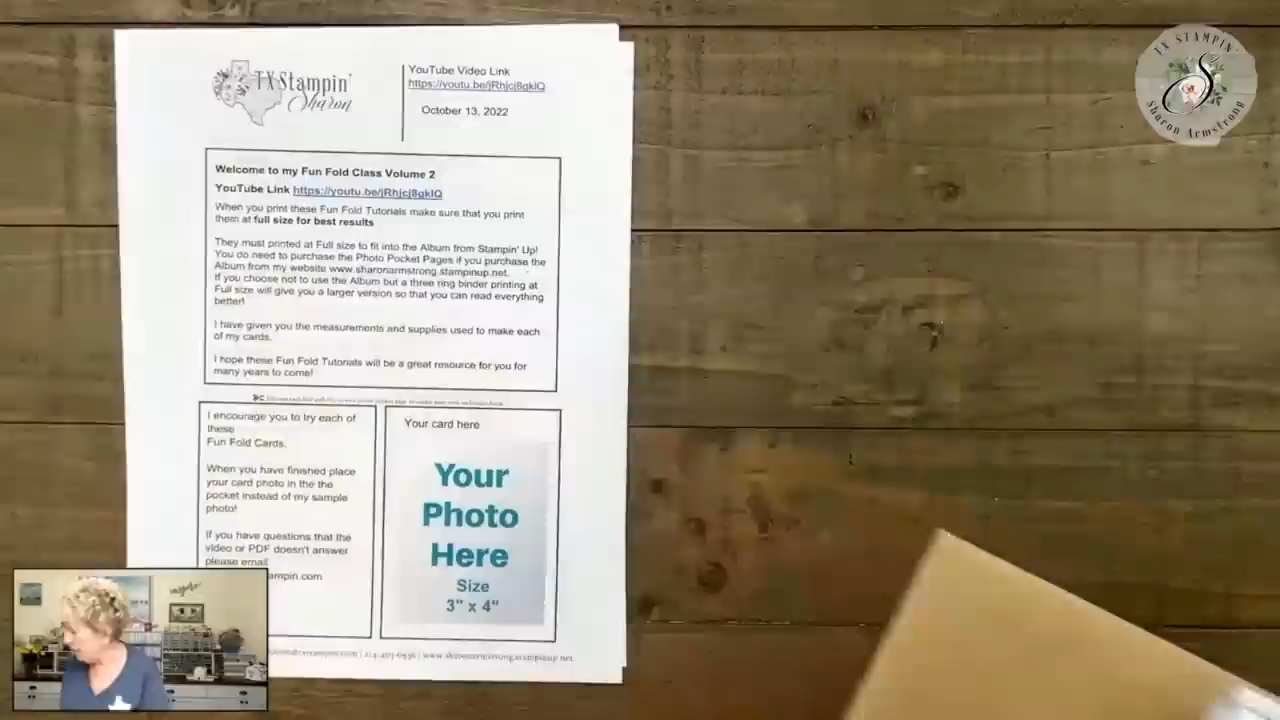 TX Stampin'
Sharon
YouTube Video Link
https://youtu.be/jRhjcj8gklQ
October 13, 2022
TX STAMPIN'
S
Sharon Armstrong
Welcome to my Fun Fold Class Volume 2
YouTube Link https://youtu.be/jRhjcj8gklQ
When you print these Fun Fold Tutorials make sure that you print
them at full size for best results
They must printed at Full size to fit into the Album from Stampin' Up!
You do need to purchase the Photo Pocket Pages if you purchase the
Album from my website www.sharonarmstrong.stampinup.net.
If you choose not to use the Album but a three ring binder printing at
Full size will give you a larger version so that you can read everything
better!
I have given you the measurements and supplies used to make each
of my cards.
I hope these Fun Fold Tutorials will be a great resource for you for
many years to come!
I encourage you to try each of
these
Fun Fold Cards.
When you have finished place
your card photo in the the
pocket instead of my sample
photo!
If you have questions that the
video or PDF doesn't answer
please email
ampin.com
Your card here
Your
Photo
Here
Size
3" x 4"
www.sharonarmstrong.stampinup.net
inspire